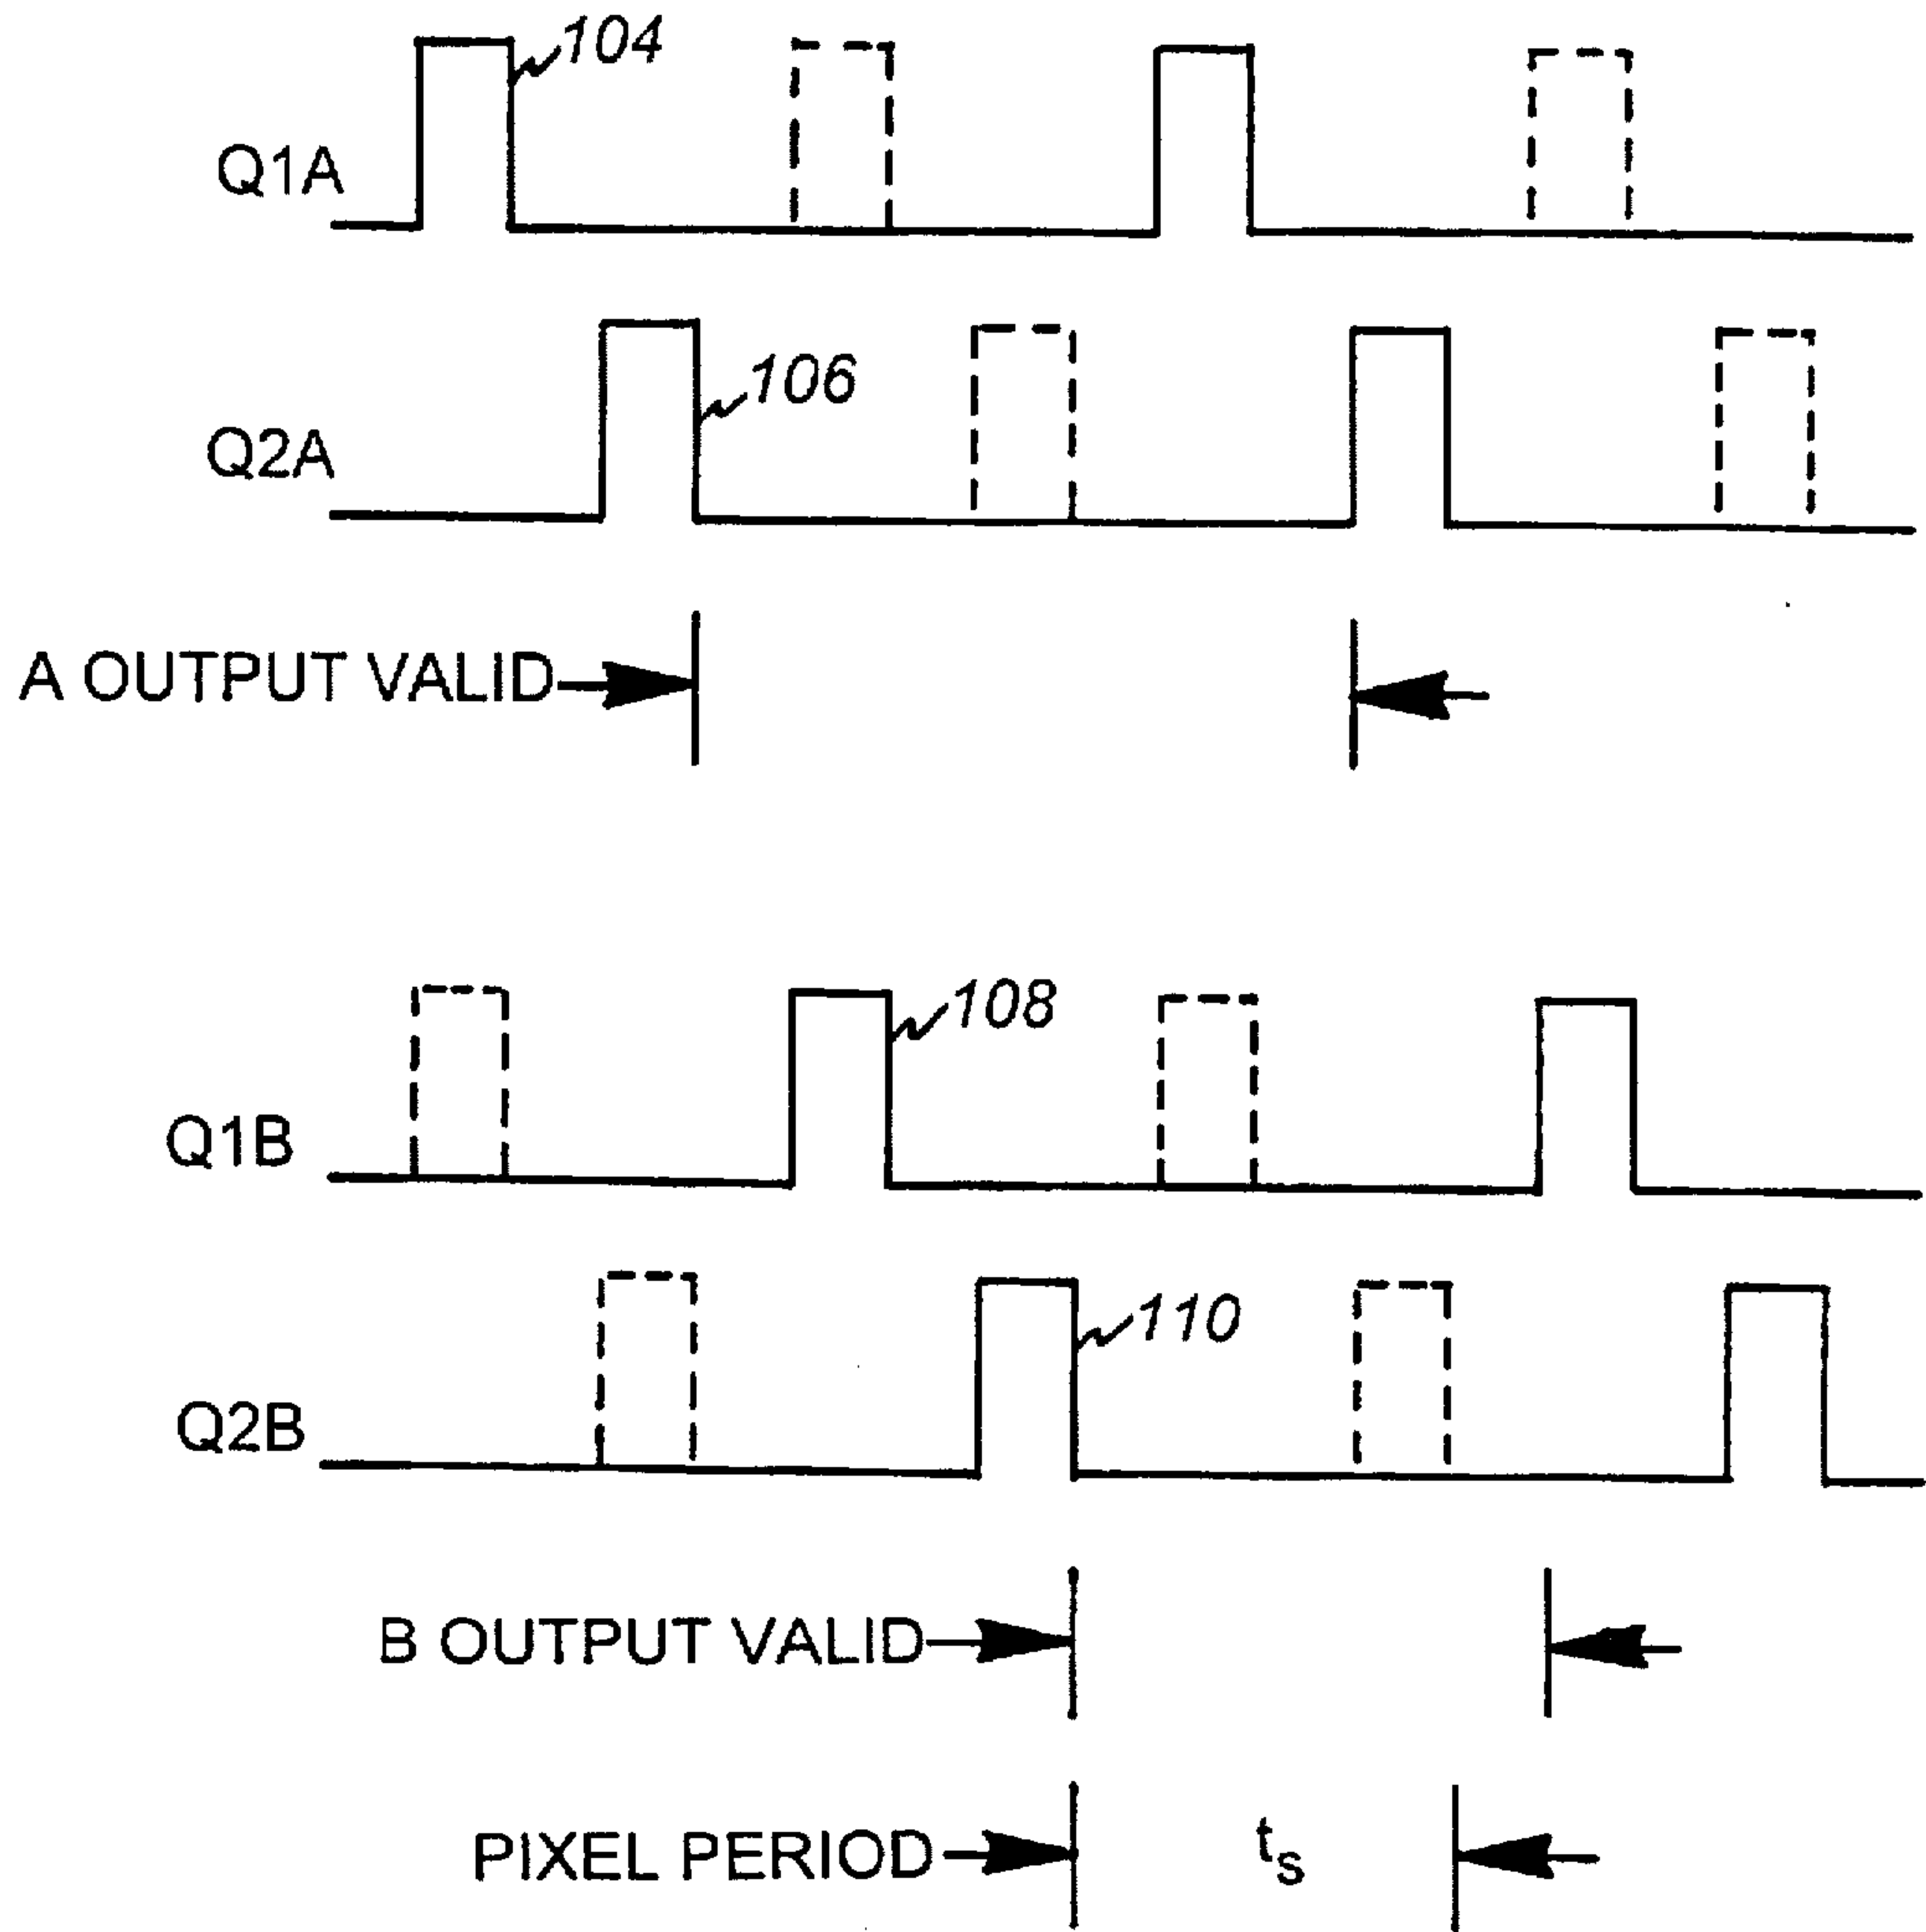 104
Q1A
106
Q2A
A OUTPUT VALID
108
Q1B
110
Q2B
B OUTPUT VALID
PIXEL PERIOD ts